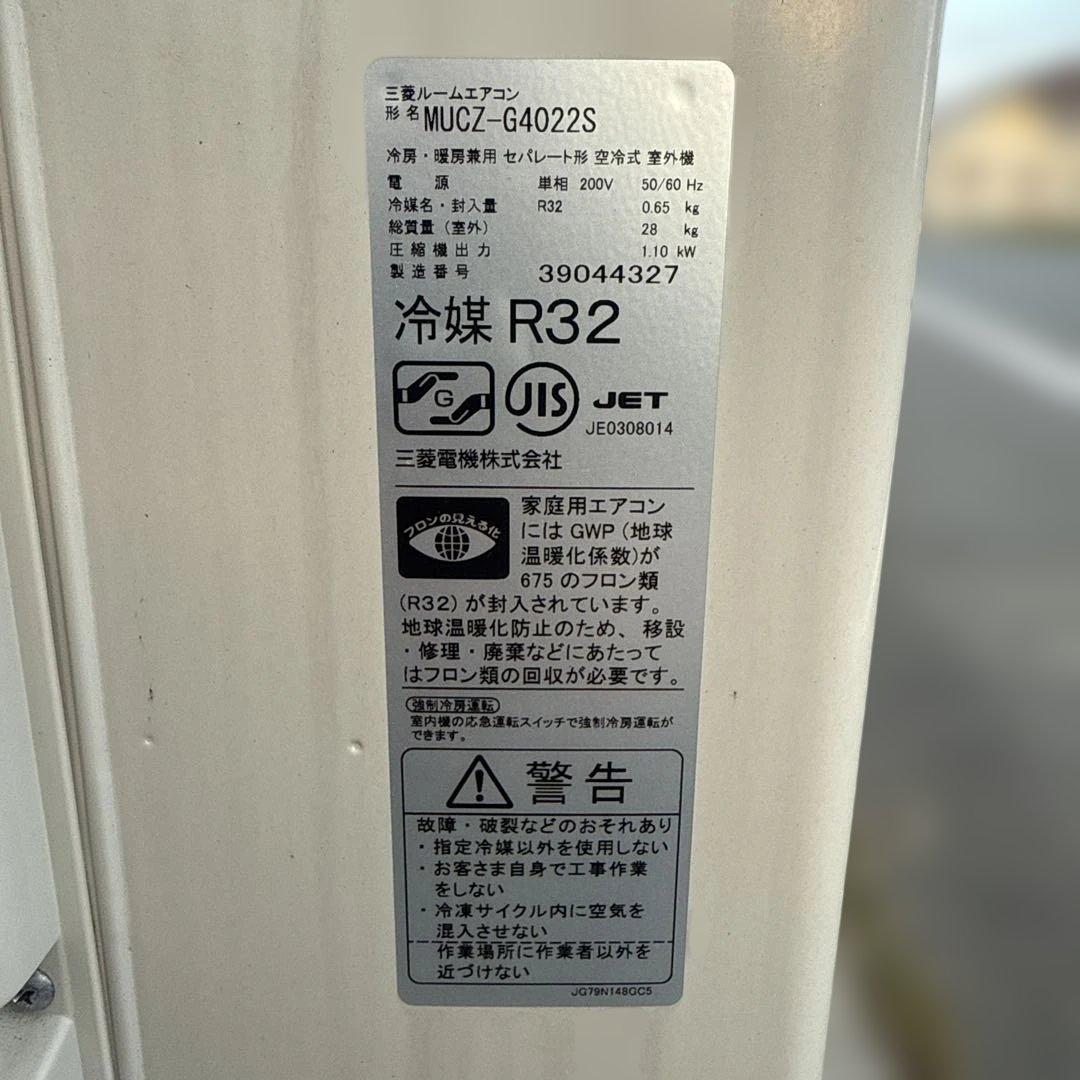 三菱ルームエアコン
形名 MUCZ-G4022S
冷房・暖房兼用 セパレート形 空冷式 室外機
電源 単相 200V 50/60 Hz
冷媒名・封入量 R32 0.65 kg
総質量（室外） 28 kg
圧縮機出力 1.10 kW
製造番号 39044327
冷媒 R32
G JIS JET
JE0308014
三菱電機株式会社
フロンの見える化
家庭用エアコン
には GWP（地球
温暖化係数）が
675 のフロン類
（R32）が封入されています。
地球温暖化防止のため、移設
・修理・廃棄などにあたって
はフロン類の回収が必要です。
強制冷房運転
室内機の応急運転スイッチで強制冷房運転が
できます。
警告
故障・破裂などのおそれあり
・指定冷媒以外を使用しない
・お客さま自身で工事作業
をしない
・冷凍サイクル内に空気を
混入させない
作業場所に作業者以外を
近づけない
JG79N148GC5